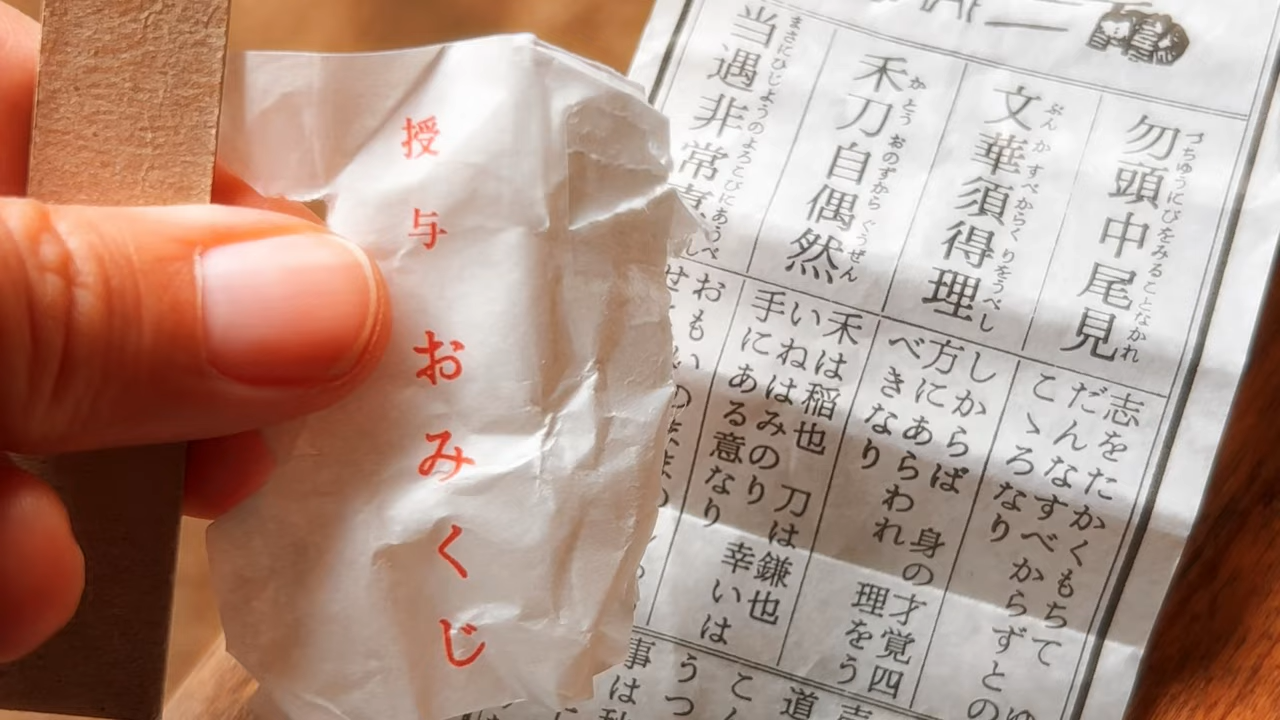 授与 おみくじ
づちゆうにびをみることなかれ
勿頭中尾見
ぶんかすべからくりをうべし
文華須得理
かとうおのずからぐうぜん
禾刀自偶然
まさにひじようのよろこびにあうべし
当遇非常
志をたかくもちて ゆ
だんなすべからずとの
こゝろなり
しからば 身の才覚四
方にあらわれ 理をう
べきなり
禾は稲也 刀は鎌也
いねはみのり 幸いは
手にある意なり
おもい
せ
道
こ
うつ
事は